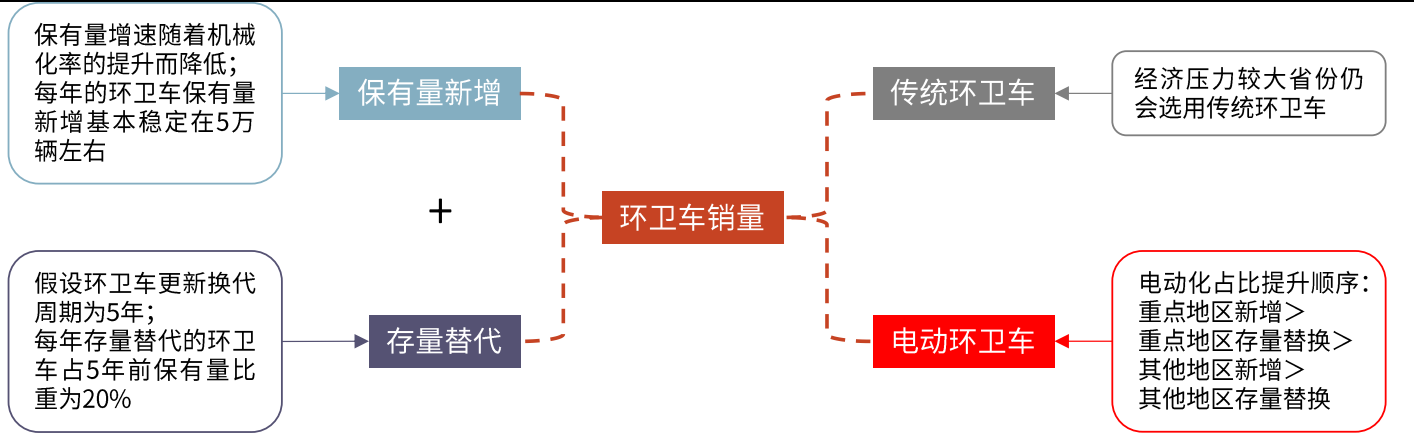 保有量增速随着机械
化率的提升而降低；
每年的环卫车保有量
新增基本稳定在5万
辆左右
保有量新增
+
假设环卫车更新换代
周期为5年；
每年存量替代的环卫
车占5年前保有量比
重为20%
存量替代
环卫车销量
传统环卫车
经济压力较大省份仍
会选用传统环卫车
电动环卫车
电动化占比提升顺序：
重点地区新增＞
重点地区存量替换＞
其他地区新增＞
其他地区存量替换